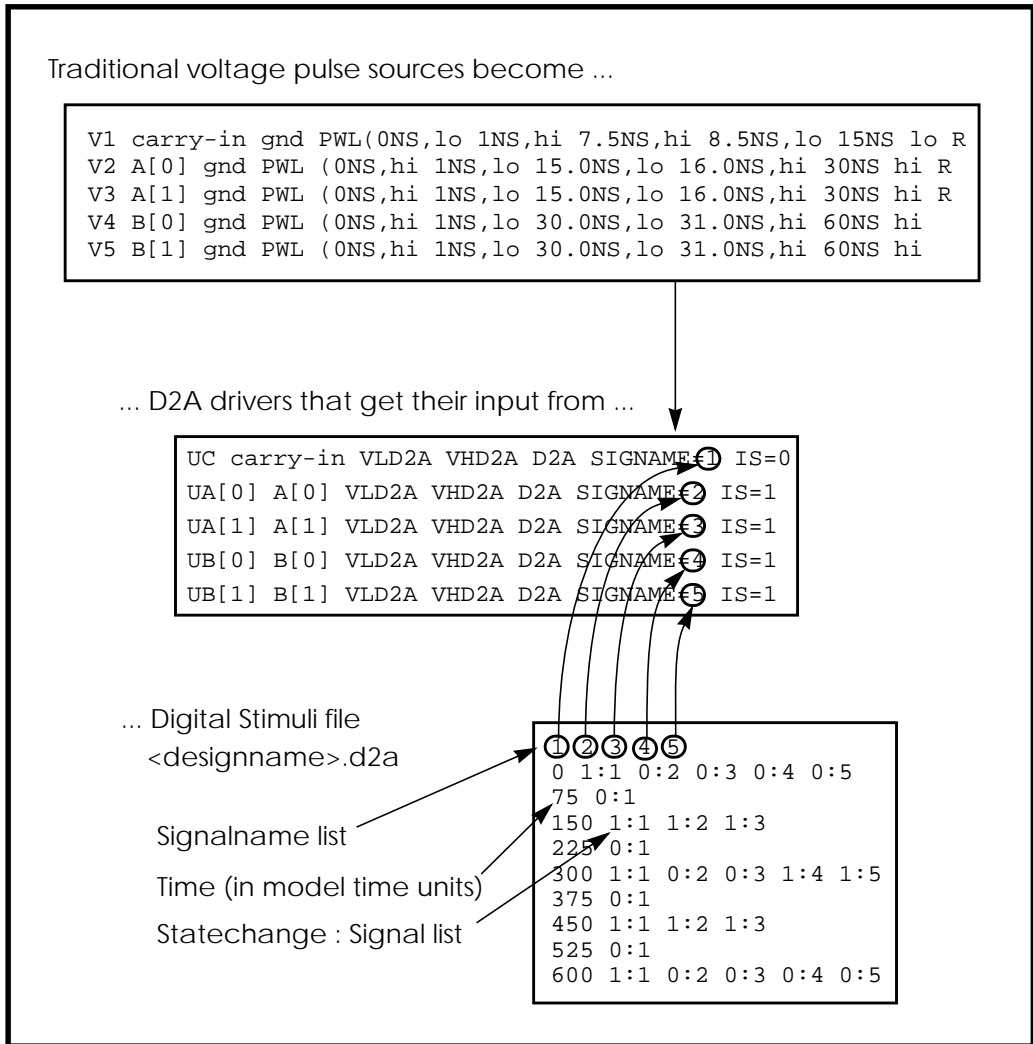 Traditional voltage pulse sources become ...
V1 carry-in gnd PWL(0NS,lo 1NS,hi 7.5NS,hi 8.5NS,lo 15NS lo R
V2 A[0] gnd PWL (0NS,hi 1NS,lo 15.0NS,lo 16.0NS,hi 30NS hi R
V3 A[1] gnd PWL (0NS,hi 1NS,lo 15.0NS,lo 16.0NS,hi 30NS hi R
V4 B[0] gnd PWL (0NS,hi 1NS,lo 30.0NS,lo 31.0NS,hi 60NS hi
V5 B[1] gnd PWL (0NS,hi 1NS,lo 30.0NS,lo 31.0NS,hi 60NS hi
... D2A drivers that get their input from ...
UC carry-in VLD2A VHD2A D2A SIGNAME=1 IS=0
UA[0] A[0] VLD2A VHD2A D2A SIGNAME=2 IS=1
UA[1] A[1] VLD2A VHD2A D2A SIGNAME=3 IS=1
UB[0] B[0] VLD2A VHD2A D2A SIGNAME=4 IS=1
UB[1] B[1] VLD2A VHD2A D2A SIGNAME=5 IS=1
... Digital Stimuli file
<designname>.d2a
Signalname list
Time (in model time units)
Statechange : Signal list
1 2 3 4 5
0 1:1 0:2 0:3 0:4 0:5
75 0:1
150 1:1 1:2 1:3
225 0:1
300 1:1 0:2 0:3 1:4 1:5
375 0:1
450 1:1 1:2 1:3
525 0:1
600 1:1 0:2 0:3 0:4 0:5